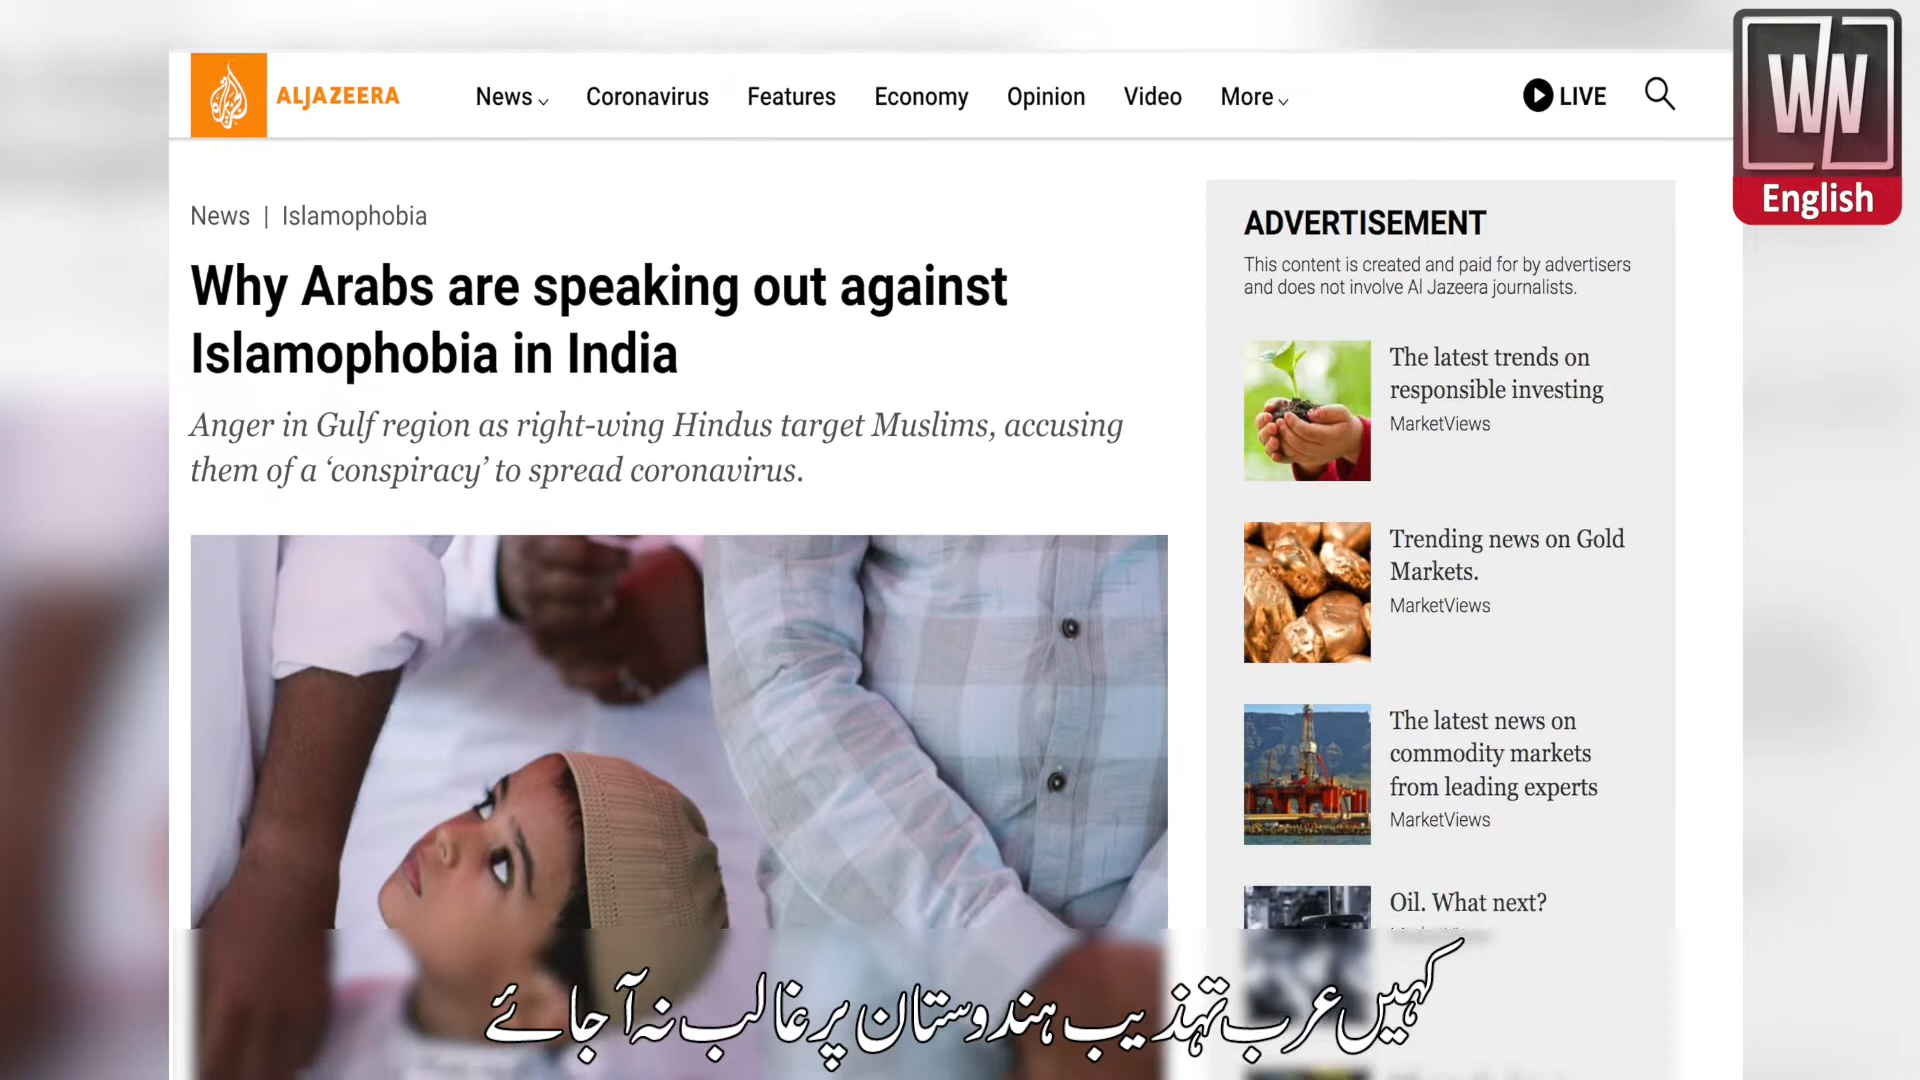 ALJAZEERA
News
Coronavirus
Features
Economy
Opinion
Video
More
LIVE
WN
English
News | Islamophobia
Why Arabs are speaking out against
Islamophobia in India
Anger in Gulf region as right-wing Hindus target Muslims, accusing
them of a ‘conspiracy’ to spread coronavirus.
ADVERTISEMENT
This content is created and paid for by advertisers
and does not involve Al Jazeera journalists.
The latest trends on
responsible investing
MarketViews
Trending news on Gold
Markets.
MarketViews
The latest news on
commodity markets
from leading experts
MarketViews
Oil. What next?
کہیں عرب تہذیب ہندوستان پر غالب نہ آ جائے